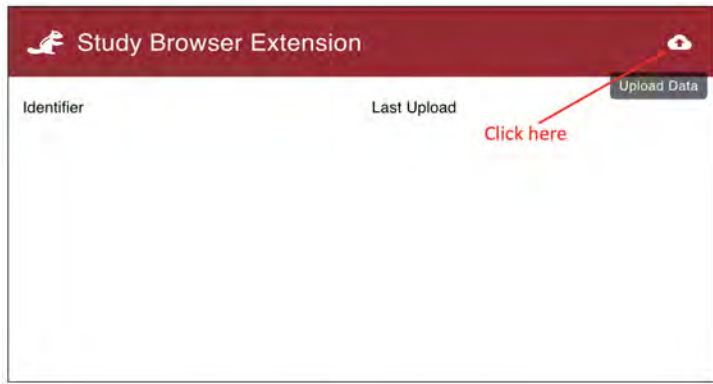 Study Browser Extension
Upload Data
Identifier
Last Upload
Click here